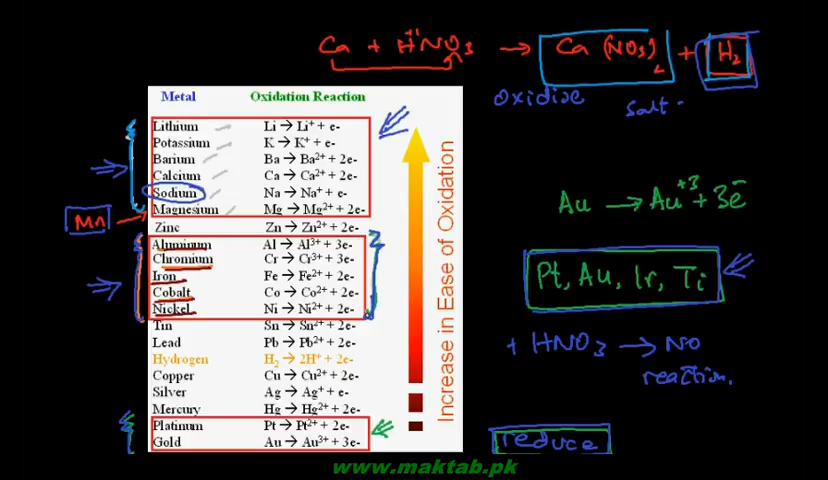 Ca + HNO₃ → Ca(NO₃)₂ + H₂
oxidise salt
Metal Oxidation Reaction
Lithium Li → Li⁺ + e-
Potassium K → K⁺ + e-
Barium Ba → Ba²⁺ + 2e-
Calcium Ca → Ca²⁺ + 2e-
Sodium Na → Na⁺ + e-
Magnesium Mg → Mg²⁺ + 2e-
Mn
Zinc Zn → Zn²⁺ + 2e-
Aluminum Al → Al³⁺ + 3e-
Chromium Cr → Cr³⁺ + 3e-
Iron Fe → Fe²⁺ + 2e-
Cobalt Co → Co²⁺ + 2e-
Nickel Ni → Ni²⁺ + 2e-
Tin Sn → Sn²⁺ + 2e-
Lead Pb → Pb²⁺ + 2e-
Hydrogen H₂ → 2H⁺ + 2e-
Copper Cu → Cu²⁺ + 2e-
Silver Ag → Ag⁺ + e-
Mercury Hg → Hg²⁺ + 2e-
Platinum Pt → Pt²⁺ + 2e-
Gold Au → Au³⁺ + 3e-
Increase in Ease of Oxidation
Au → Au⁺³ + 3e⁻
Pt, Au, Ir, Ti
+ HNO₃ → NO
reaction.
reduce
www.maktab.pk